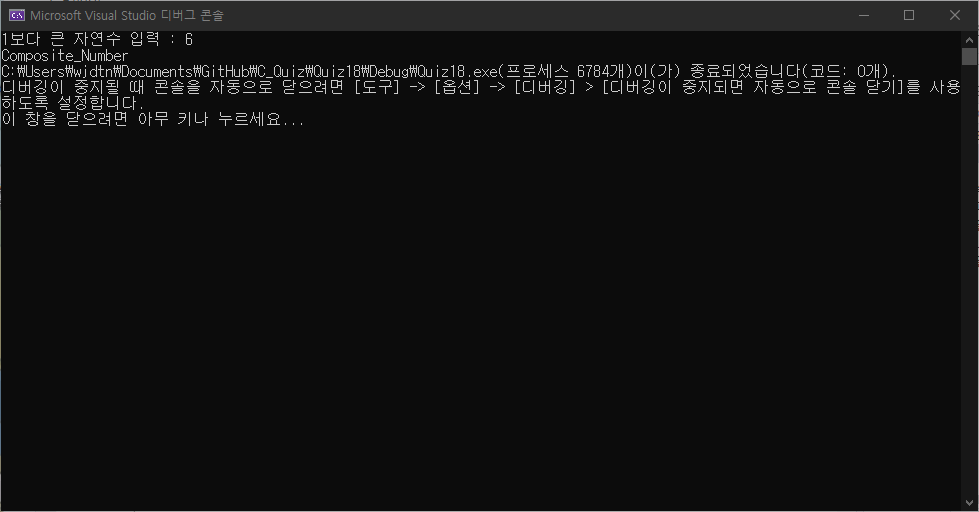 Microsoft Visual Studio 디버그 콘솔
1보다 큰 자연수 입력 : 6
Composite_Number
C:₩Users₩wjdtn₩Documents₩GitHub₩C_Quiz₩Quiz18₩Debug₩Quiz18.exe(프로세스 6784개)이(가) 종료되었습니다(코드: 0개).
디버깅이 중지될 때 콘솔을 자동으로 닫으려면 [도구] -> [옵션] -> [디버깅] > [디버깅이 중지되면 자동으로 콘솔 닫기]를 사용
하도록 설정합니다.
이 창을 닫으려면 아무 키나 누르세요...